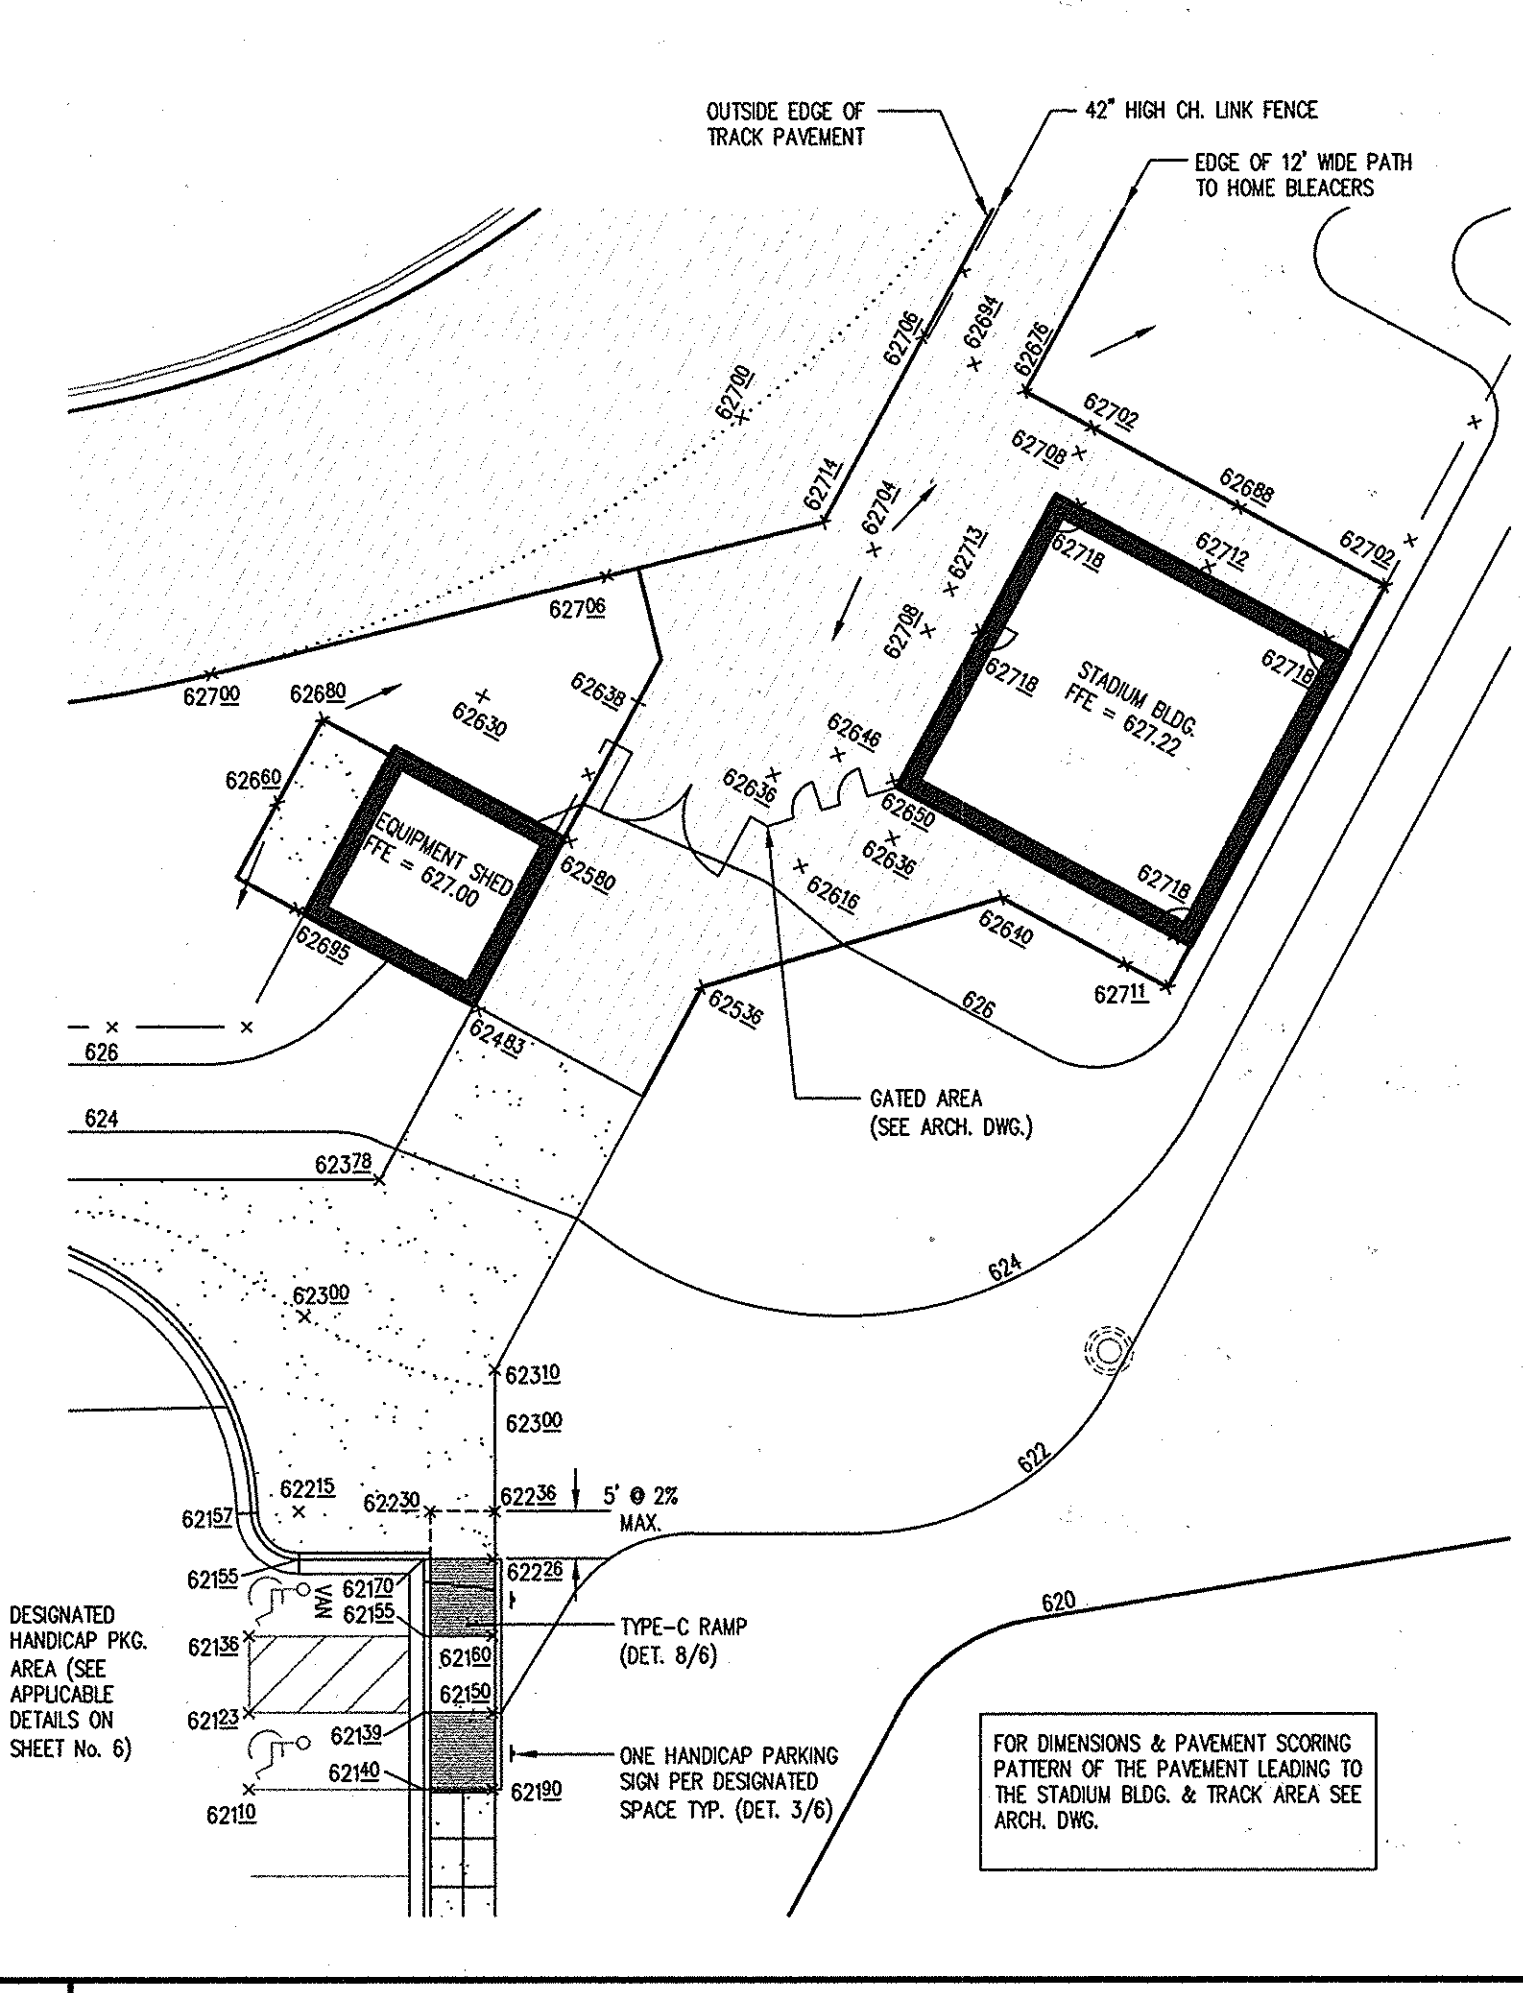 OUTSIDE EDGE OF
TRACK PAVEMENT
42" HIGH CH. LINK FENCE
EDGE OF 12' WIDE PATH
TO HOME BLEACERS
62706
62694
62676
62700
62702
62708
62714
62704
62688
62713
62718
62712
62702
62706
62708
62718
62718
STADIUM BLDG.
FFE = 627.22
62700
62680
62630
62638
62646
62660
62636
62650
EQUIPMENT SHED
FFE = 627.00
62580
62636
62616
62718
62640
62695
62711
62536
626
62483
626
624
GATED AREA
(SEE ARCH. DWG.)
62378
624
62300
62310
62300
622
62215
62230
62236
5' @ 2%
MAX.
62157
62155
62226
VAN
62170
62155
DESIGNATED
HANDICAP PKG.
AREA (SEE
APPLICABLE
DETAILS ON
SHEET No. 6)
62136
62160
TYPE-C RAMP
(DET. 8/6)
620
62150
62123
62139
62140
62110
62190
ONE HANDICAP PARKING
SIGN PER DESIGNATED
SPACE TYP. (DET. 3/6)
FOR DIMENSIONS & PAVEMENT SCORING
PATTERN OF THE PAVEMENT LEADING TO
THE STADIUM BLDG. & TRACK AREA SEE
ARCH. DWG.